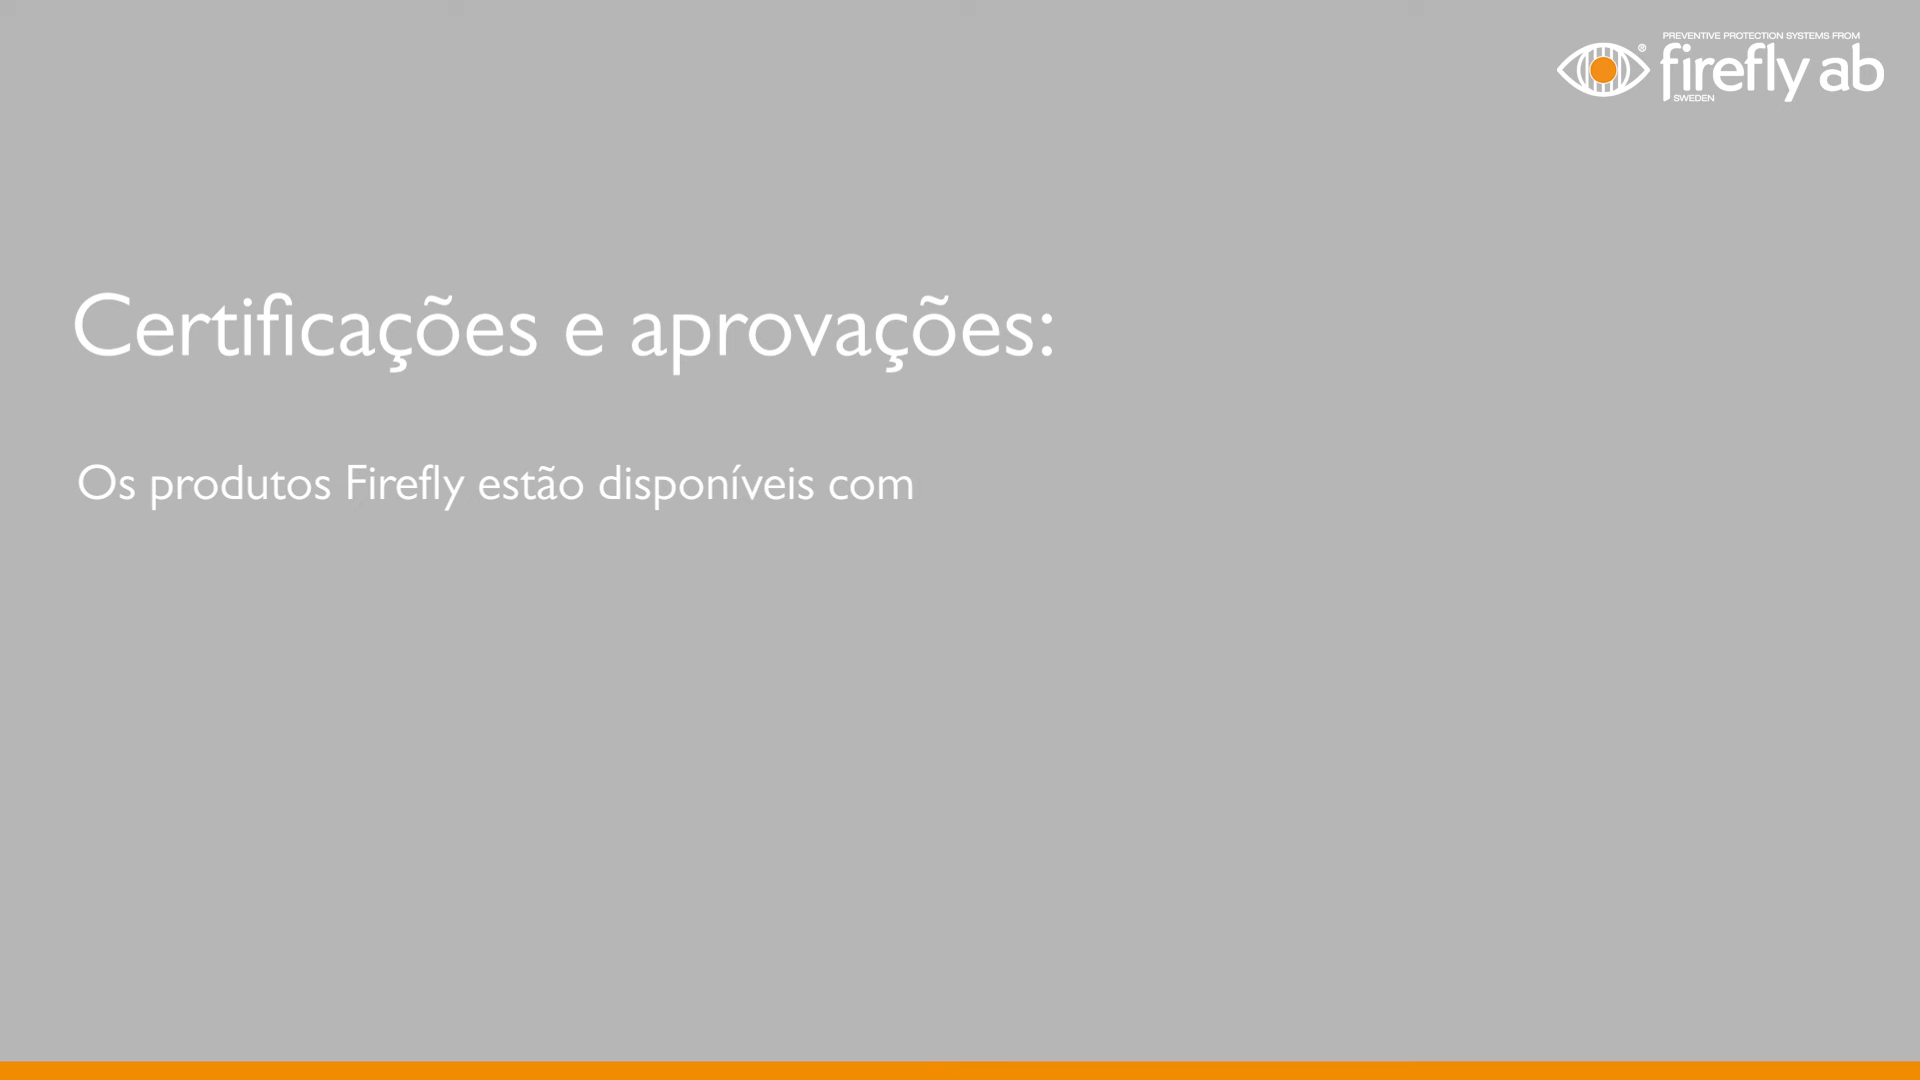 PREVENTIVE PROTECTION SYSTEMS FROM
firefly ab
®
SWEDEN
Certificações e aprovações:
Os produtos Firefly estão disponíveis com